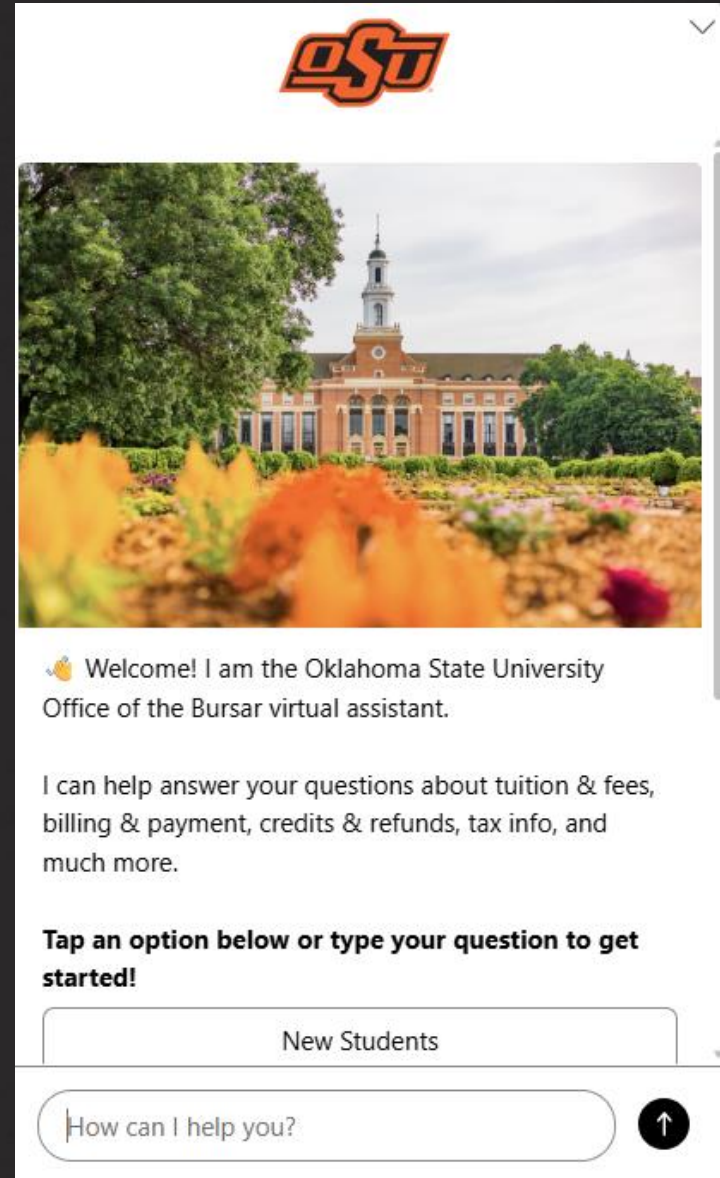 OSU
👋 Welcome! I am the Oklahoma State University
Office of the Bursar virtual assistant.
I can help answer your questions about tuition & fees,
billing & payment, credits & refunds, tax info, and
much more.
Tap an option below or type your question to get
started!
New Students
How can I help you?